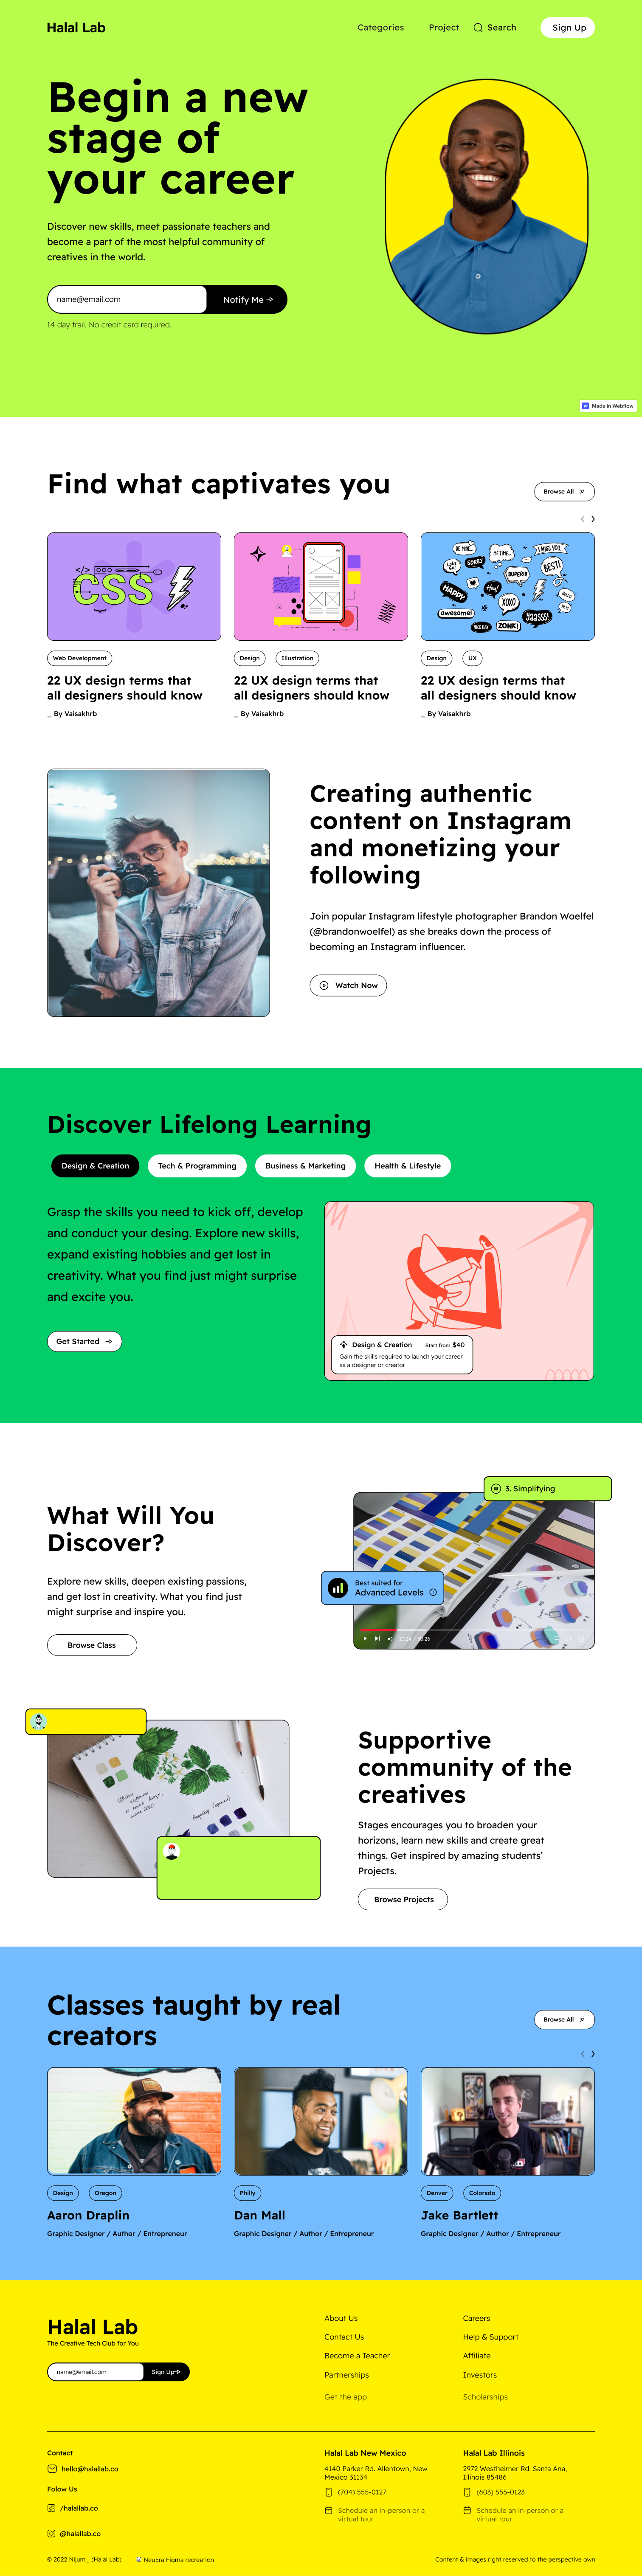 Halal Lab
Categories
Project
Search
Sign Up
Begin a new
stage of
your career
Discover new skills, meet passionate teachers and
become a part of the most helpful community of
creatives in the world.
name@email.com
Notify Me
14 day trail. No credit card required.
Made in Webflow
Find what captivates you
Browse All
CSS
BE MINE...
ME TIME...
I MISS YOU...
SORRY
SUPER!!!
BEST!
HAPPY
Hey!
XOXO
awesome!
NICE DAY
ZONK!
YAASSS!
Web Development
22 UX design terms that
all designers should know
_ By Vaisakhrb
Design
Illustration
22 UX design terms that
all designers should know
_ By Vaisakhrb
Design
UX
22 UX design terms that
all designers should know
_ By Vaisakhrb
Creating authentic
content on Instagram
and monetizing your
following
Join popular Instagram lifestyle photographer Brandon Woelfel
(@brandonwoelfel) as she breaks down the process of
becoming an Instagram influencer.
Watch Now
Discover Lifelong Learning
Design & Creation
Tech & Programming
Business & Marketing
Health & Lifestyle
Grasp the skills you need to kick off, develop
and conduct your desing. Explore new skills,
expand existing hobbies and get lost in
creativity. What you find just might surprise
and excite you.
Get Started
Design & Creation
Start from $40
Gain the skills required to launch your career
as a designer or creator
What Will You
Discover?
Explore new skills, deepen existing passions,
and get lost in creativity. What you find just
might surprise and inspire you.
Browse Class
3. Simplifying
Best suited for
Advanced Levels
Supportive
community of the
creatives
Stages encourages you to broaden your
horizons, learn new skills and create great
things. Get inspired by amazing students’
Projects.
Browse Projects
Classes taught by real
creators
Browse All
Design
Oregon
Aaron Draplin
Graphic Designer / Author / Entrepreneur
Philly
Dan Mall
Graphic Designer / Author / Entrepreneur
Denver
Colorado
Jake Bartlett
Graphic Designer / Author / Entrepreneur
Halal Lab
The Creative Tech Club for You
name@email.com
Sign Up
About Us
Contact Us
Become a Teacher
Partnerships
Get the app
Careers
Help & Support
Affiliate
Investors
Scholarships
Contact
hello@halallab.co
Folow Us
/halallab.co
@halallab.co
Halal Lab New Mexico
4140 Parker Rd. Allentown, New
Mexico 31134
(704) 555-0127
Schedule an in-person or a
virtual tour
Halal Lab Illinois
2972 Westheimer Rd. Santa Ana,
Illinois 85486
(603) 555-0123
Schedule an in-person or a
virtual tour
© 2022 Nijum_ (Halal Lab)
NeuEra Figma recreation
Content & images right reserved to the perspective own